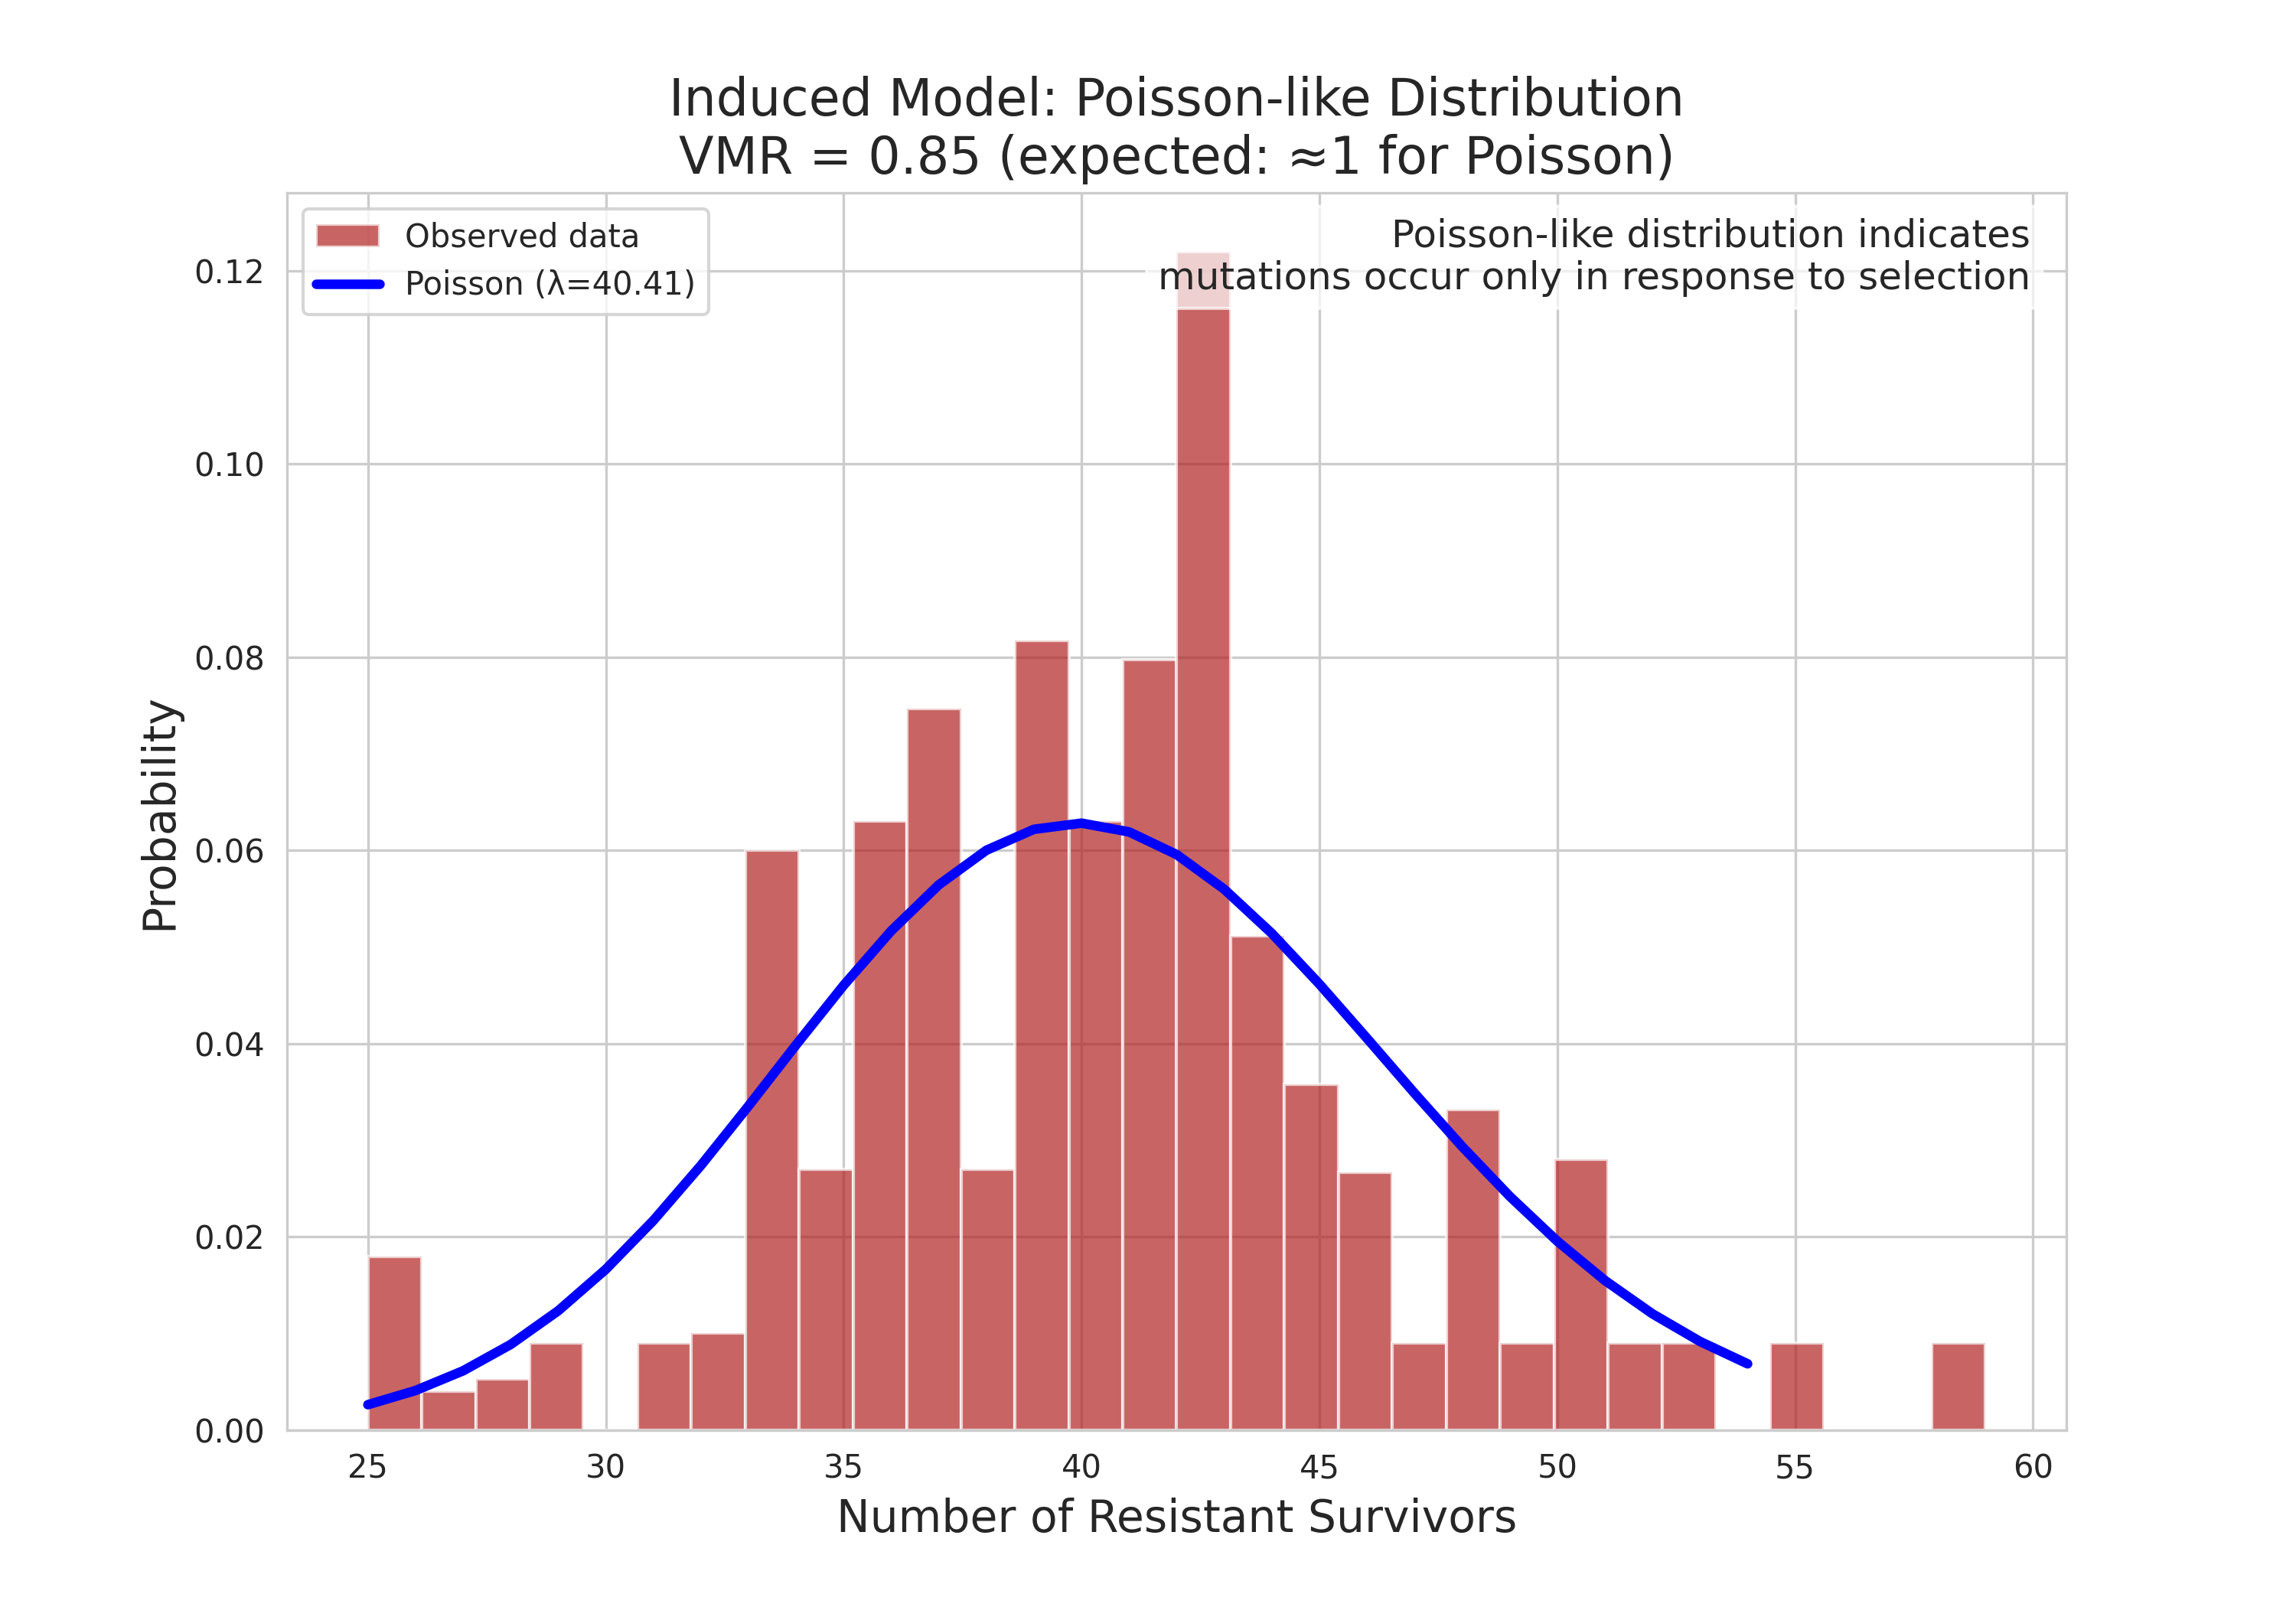 Induced Model: Poisson-like Distribution
VMR = 0.85 (expected: ≈1 for Poisson)
Observed data
Poisson (λ=40.41)
Poisson-like distribution indicates
mutations occur only in response to selection
Probability
0.12
0.10
0.08
0.06
0.04
0.02
0.00
25 30 35 40 45 50 55 60
Number of Resistant Survivors